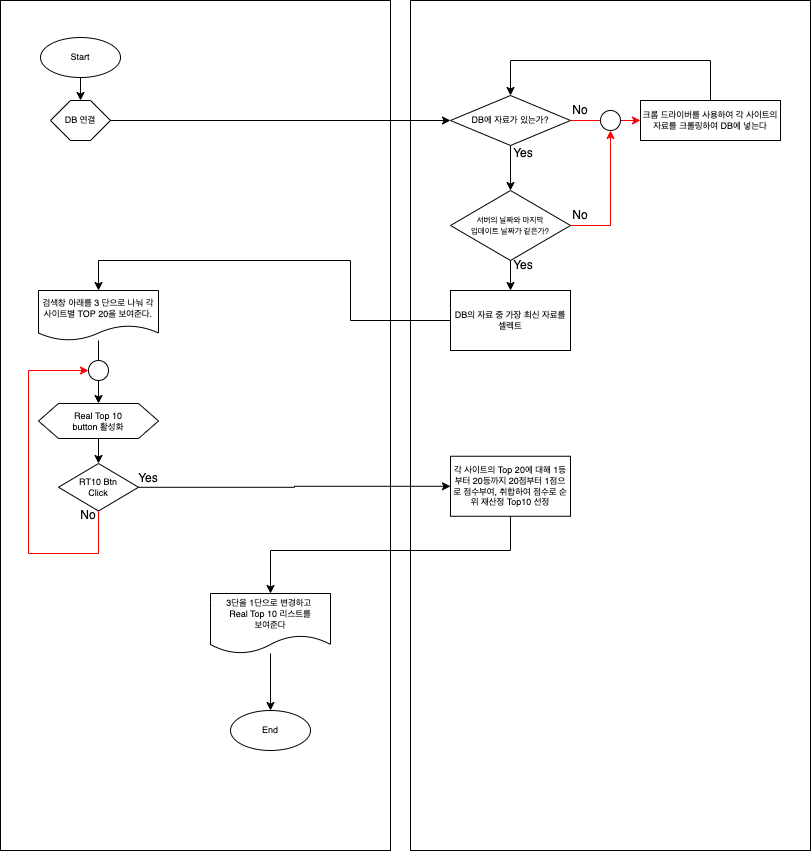 Start
DB 연결
DB에 자료가 있는가?
No
크롬 드라이버를 사용하여 각 사이트의
자료를 크롤링하여 DB에 넣는다
Yes
서버의 날짜와 마지막
업데이트 날짜가 같은가?
No
Yes
DB의 자료 중 가장 최신 자료를
셀렉트
검색창 아래를 3 단으로 나눠 각
사이트별 TOP 20을 보여준다.
Real Top 10
button 활성화
RT10 Btn
Click
Yes
No
각 사이트의 Top 20에 대해 1등
부터 20등까지 20점부터 1점으
로 점수부여, 취합하여 점수로 순
위 재산정 Top10 선정
3단을 1단으로 변경하고
Real Top 10 리스트를
보여준다
End